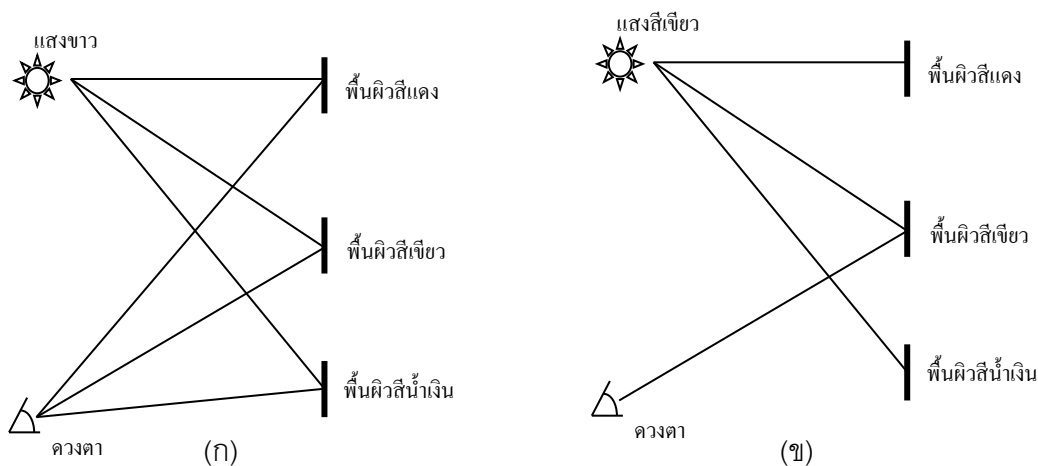 แสงขาว
พื้นผิวสีแดง
พื้นผิวสีเขียว
พื้นผิวสีน้ำเงิน
ดวงตา
(ก)
แสงสีเขียว
พื้นผิวสีแดง
พื้นผิวสีเขียว
พื้นผิวสีน้ำเงิน
ดวงตา
(ข)